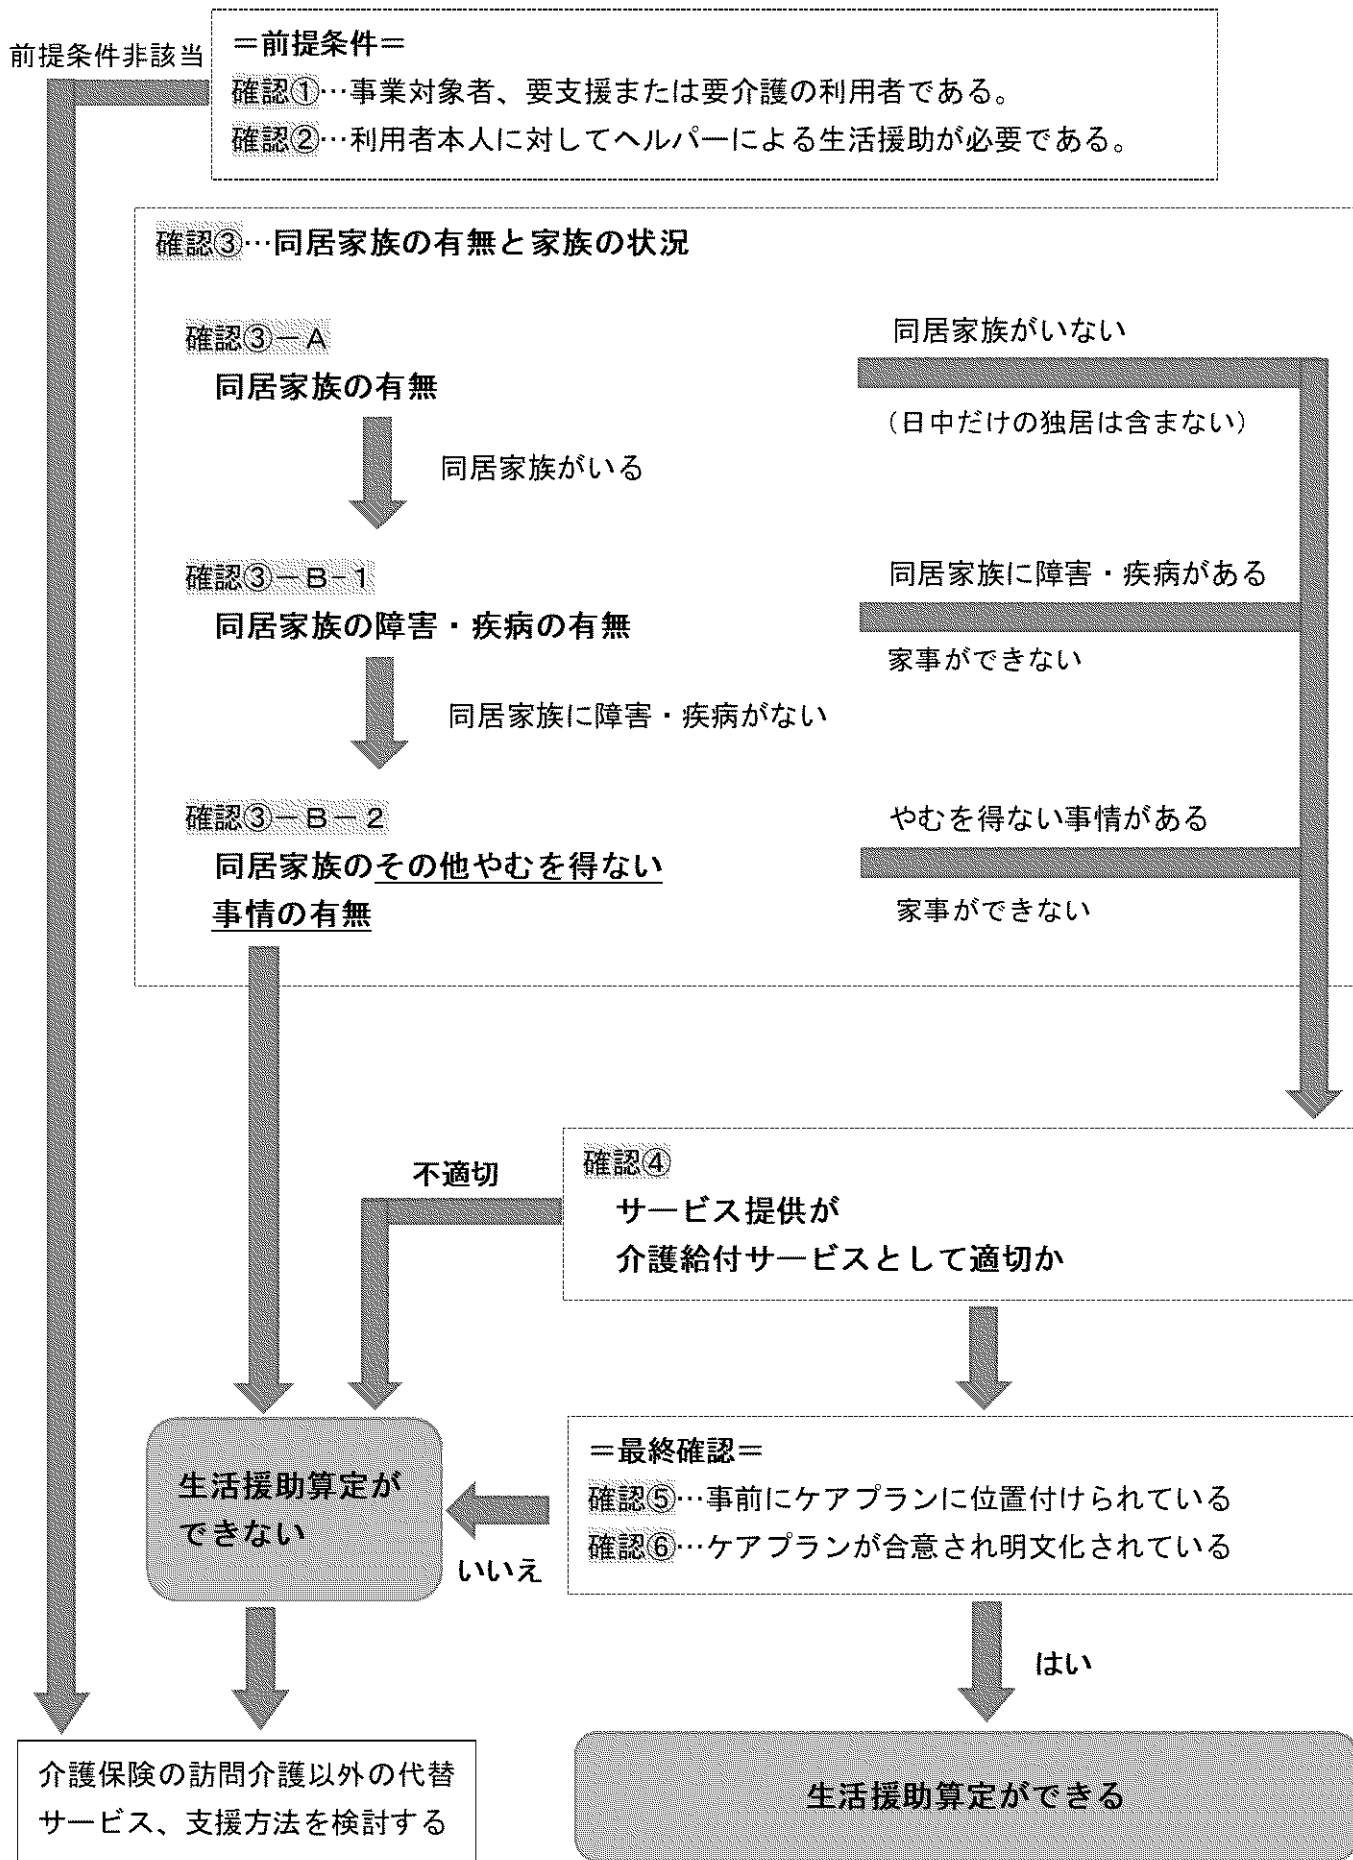 前提条件非該当
＝前提条件＝
確認①…事業対象者、要支援または要介護の利用者である。
確認②…利用者本人に対してヘルパーによる生活援助が必要である。
確認③…同居家族の有無と家族の状況
確認③－A
同居家族の有無
同居家族がいない
（日中だけの独居は含まない）
同居家族がいる
確認③－B-1
同居家族の障害・疾病の有無
同居家族に障害・疾病がある
家事ができない
同居家族に障害・疾病がない
確認③－B－2
同居家族のその他やむを得ない
事情の有無
やむを得ない事情がある
家事ができない
不適切
確認④
サービス提供が
介護給付サービスとして適切か
生活援助算定が
できない
＝最終確認＝
確認⑤…事前にケアプランに位置付けられている
確認⑥…ケアプランが合意され明文化されている
いいえ
はい
介護保険の訪問介護以外の代替
サービス、支援方法を検討する
生活援助算定ができる